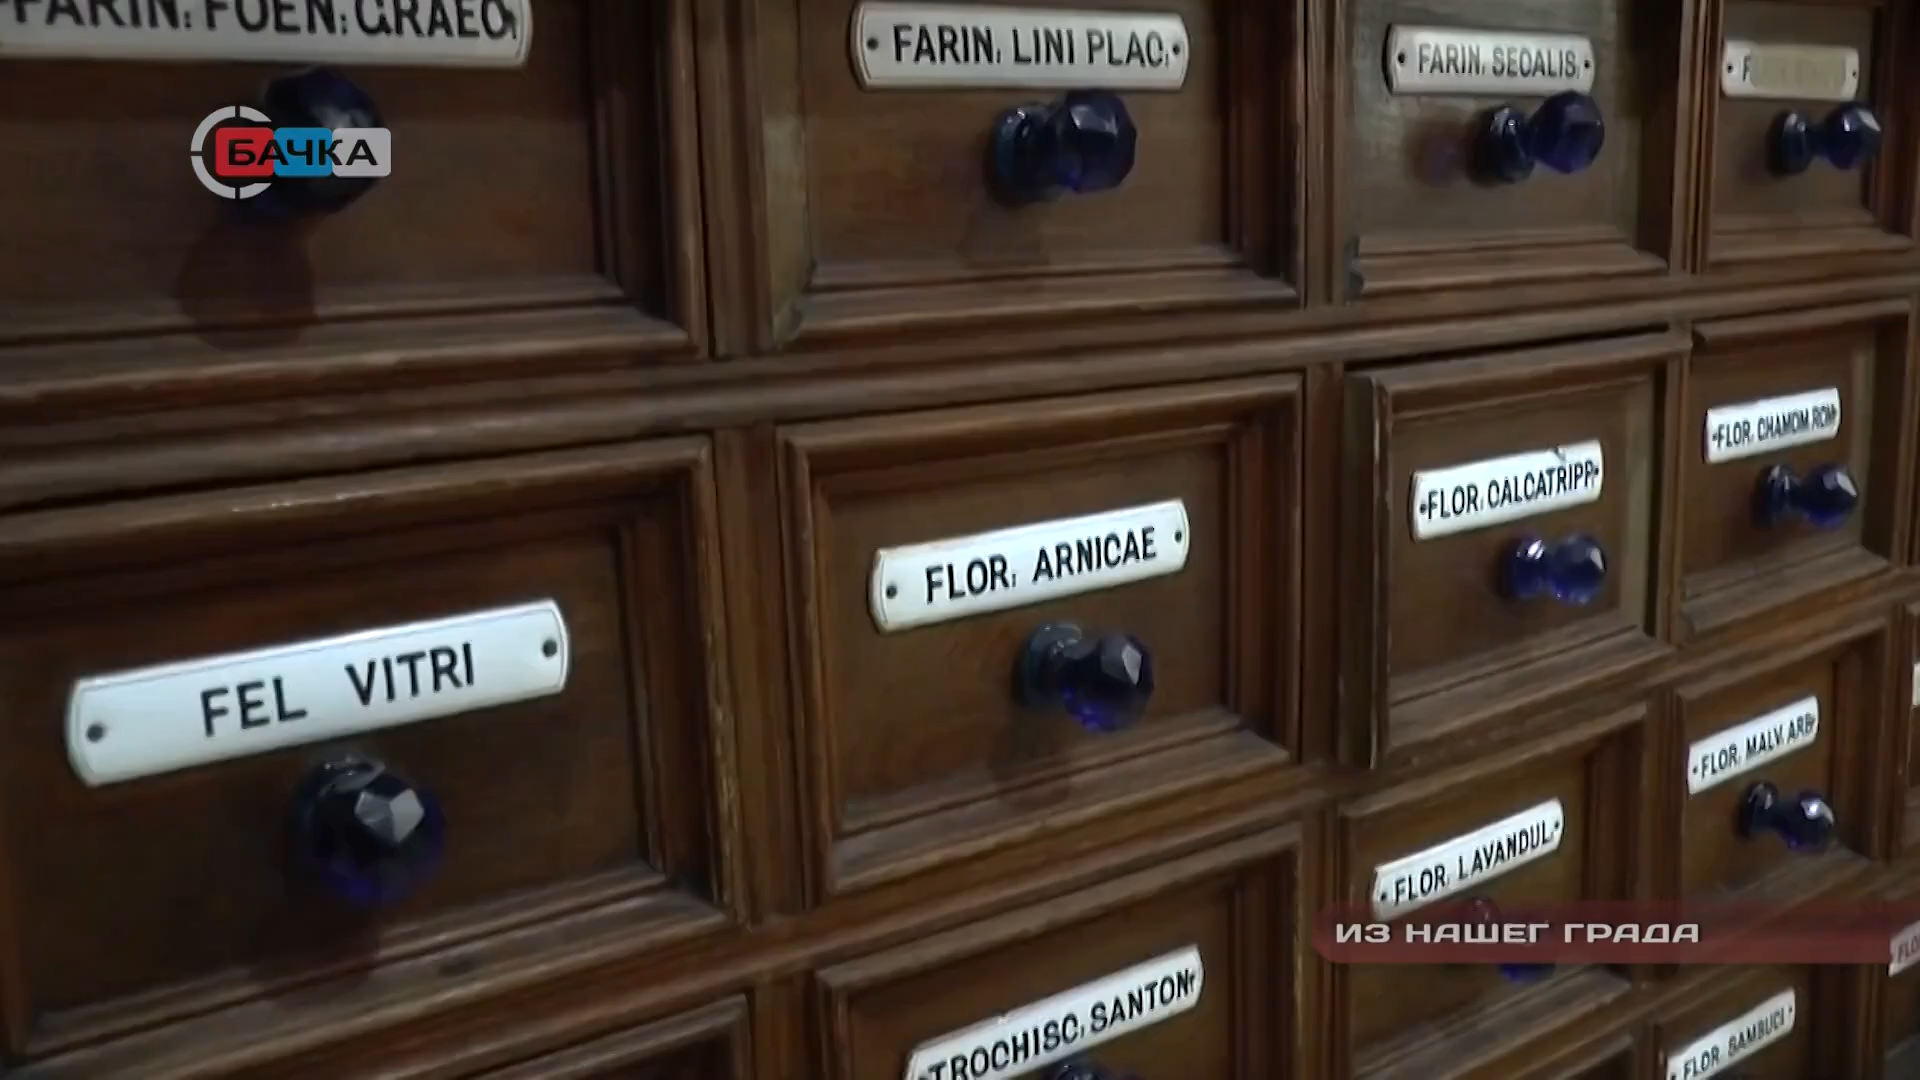 FARIN: FOEN: GRAEC,
FARIN. LINI PLAC.
FARIN. SECALIS.
БАЧКА
FLOR. CHAMOM. ROM.
FLOR. CALCATRIPP.
FLOR. ARNICAE
FEL VITRI
FLOR. MALV. ARB.
FLOR. LAVANDUL.
ИЗ НАШЕГ ГРАДА
TROCHISC. SANTON.
FLOR. SAMBUCI